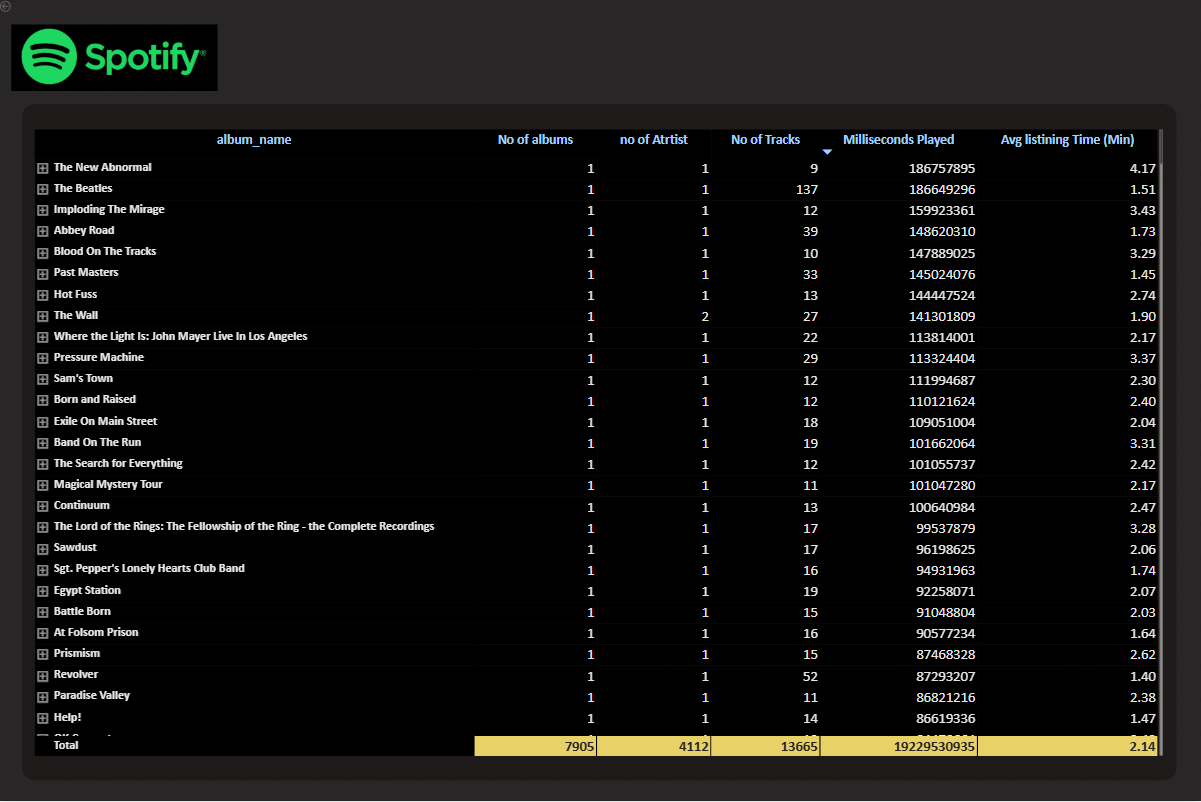 Spotify®
album_name No of albums no of Atrtist No of Tracks Milliseconds Played Avg listining Time (Min)
The New Abnormal 1 1 9 186757895 4.17
The Beatles 1 1 137 186649296 1.51
Imploding The Mirage 1 1 12 159923361 3.43
Abbey Road 1 1 39 148620310 1.73
Blood On The Tracks 1 1 10 147889025 3.29
Past Masters 1 1 33 145024076 1.45
Hot Fuss 1 1 13 144447524 2.74
The Wall 1 2 27 141301809 1.90
Where the Light Is: John Mayer Live In Los Angeles 1 1 22 113814001 2.17
Pressure Machine 1 1 29 113324404 3.37
Sam's Town 1 1 12 111994687 2.30
Born and Raised 1 1 12 110121624 2.40
Exile On Main Street 1 1 18 109051004 2.04
Band On The Run 1 1 19 101662064 3.31
The Search for Everything 1 1 12 101055737 2.42
Magical Mystery Tour 1 1 11 101047280 2.17
Continuum 1 1 13 100640984 2.47
The Lord of the Rings: The Fellowship of the Ring - the Complete Recordings 1 1 17 99537879 3.28
Sawdust 1 1 17 96198625 2.06
Sgt. Pepper's Lonely Hearts Club Band 1 1 16 94931963 1.74
Egypt Station 1 1 19 92258071 2.07
Battle Born 1 1 15 91048804 2.03
At Folsom Prison 1 1 16 90577234 1.64
Prismism 1 1 15 87468328 2.62
Revolver 1 1 52 87293207 1.40
Paradise Valley 1 1 11 86821216 2.38
Help! 1 1 14 86619336 1.47
Total 7905 4112 13665 19229530935 2.14